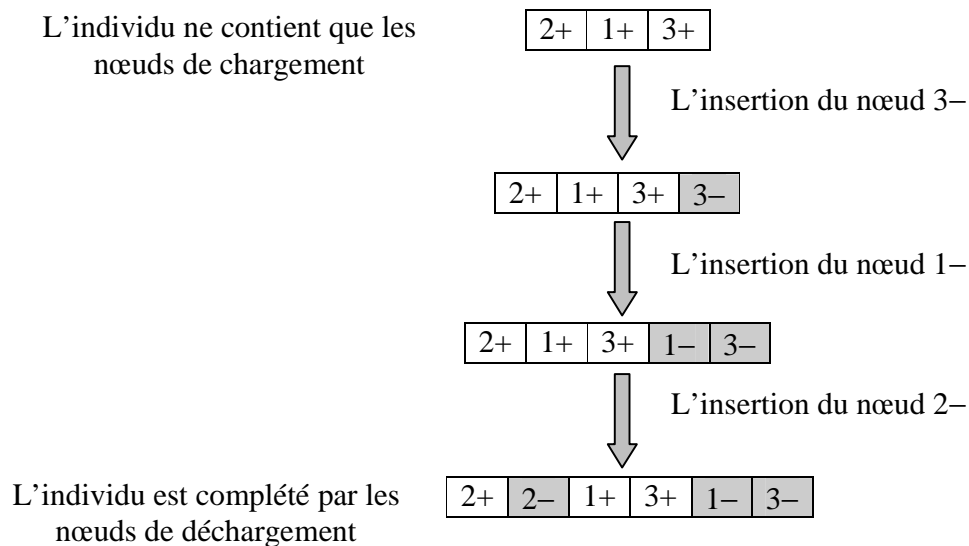 L’individu ne contient que les
nœuds de chargement
2+ 1+ 3+
L’insertion du nœud 3–
2+ 1+ 3+ 3–
L’insertion du nœud 1–
2+ 1+ 3+ 1– 3–
L’insertion du nœud 2–
L’individu est complété par les
nœuds de déchargement
2+ 2– 1+ 3+ 1– 3–